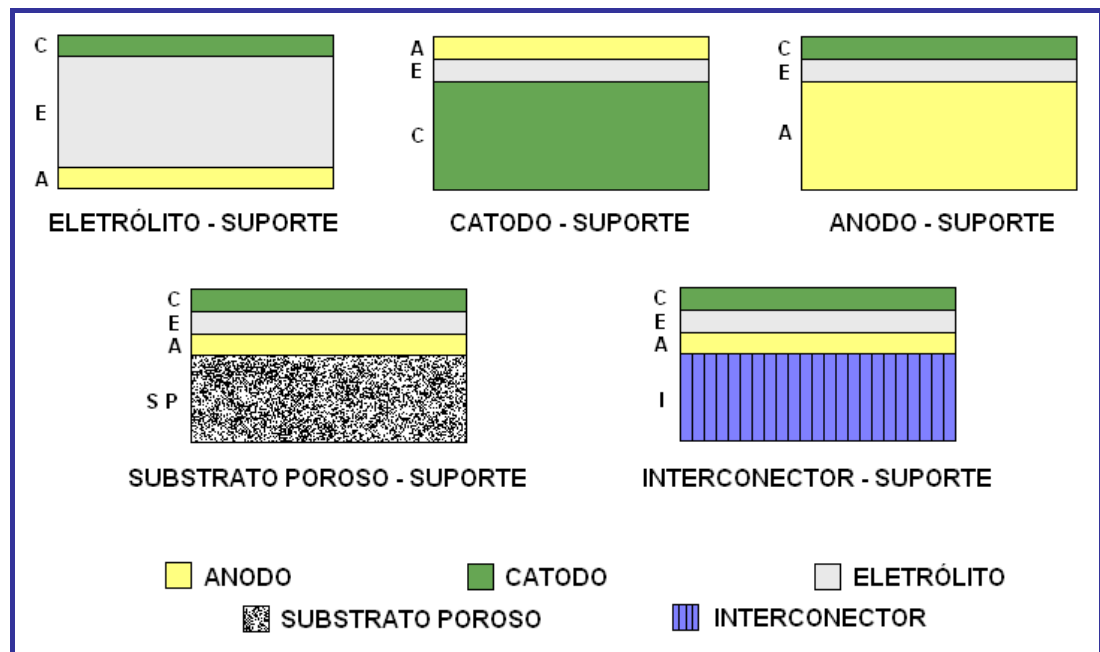 C
E
A
ELETRÓLITO - SUPORTE
A
E
C
CATODO - SUPORTE
C
E
A
ANODO - SUPORTE
C
E
A
S P
SUBSTRATO POROSO - SUPORTE
C
E
A
I
INTERCONECTOR - SUPORTE
ANODO
CATODO
ELETRÓLITO
SUBSTRATO POROSO
INTERCONECTOR